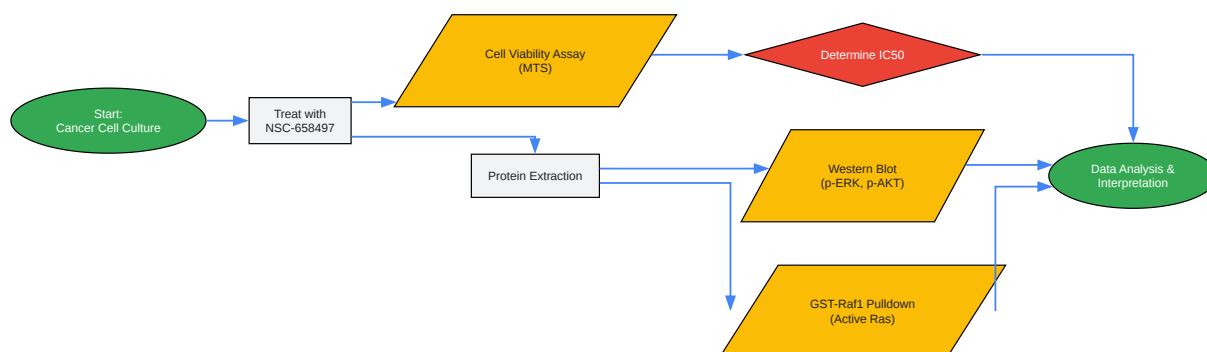 Start:
Cancer Cell Culture
Treat with
NSC-658497
Cell Viability Assay
(MTS)
Determine IC50
Protein Extraction
Western Blot
(p-ERK, p-AKT)
GST-Raf1 Pulldown
(Active Ras)
Data Analysis &
Interpretation